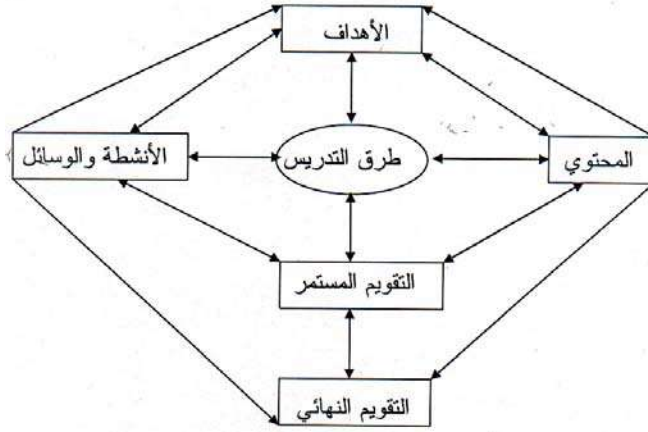 الأهداف
المحتوي
طرق التدريس
الأنشطة والوسائل
التقويم المستمر
التقويم النهائي